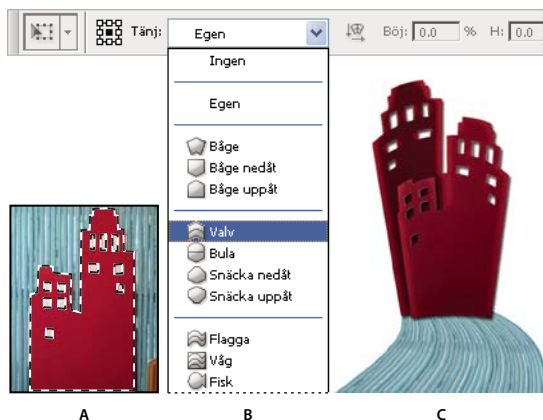 Tänj: Egen Böj: 0.0 % H: 0.0
Ingen
Egen
Båge
Båge nedåt
Båge uppåt
Valv
Bula
Snäcka nedåt
Snäcka uppåt
Flagga
Våg
Fisk
A B C